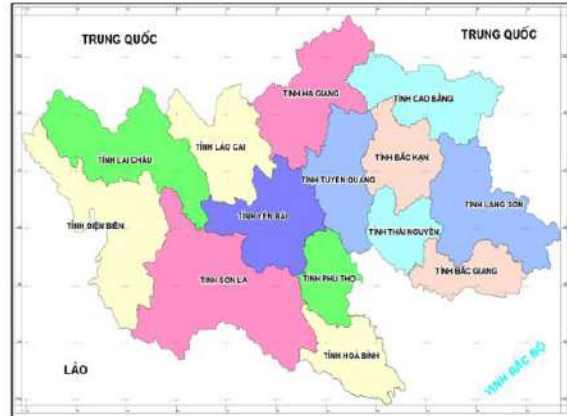 TRUNG QUỐC
TRUNG QUỐC
TỈNH HÀ GIANG
TỈNH CAO BẰNG
TỈNH LÀO CAI
TỈNH LAI CHÂU
TỈNH BẮC KẠN
TỈNH TUYÊN QUANG
TỈNH LẠNG SƠN
TỈNH YÊN BÁI
TỈNH ĐIỆN BIÊN
TỈNH THÁI NGUYÊN
TỈNH BẮC GIANG
TỈNH SƠN LA
TỈNH PHÚ THỌ
TỈNH HOÀ BÌNH
LÀO
VỊNH BẮC BỘ